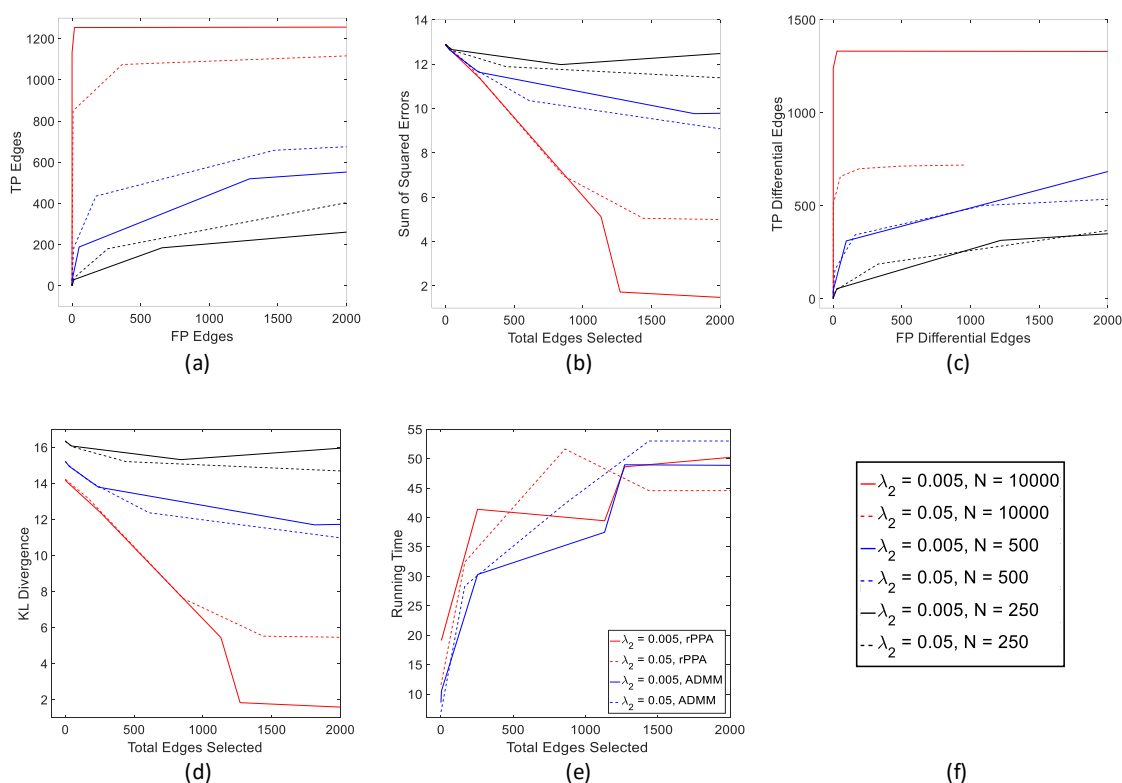 1200
1000
800
600
400
200
0
TP Edges
0 500 1000 1500 2000
FP Edges
(a)
14
12
10
8
6
4
2
Sum of Squared Errors
0 500 1000 1500 2000
Total Edges Selected
(b)
1500
1000
500
0
TP Differential Edges
0 500 1000 1500 2000
FP Differential Edges
(c)
16
14
12
10
8
6
4
2
KL Divergence
0 500 1000 1500 2000
Total Edges Selected
(d)
55
50
45
40
35
30
25
20
15
10
Running Time
λ2 = 0.005, rPPA
λ2 = 0.05, rPPA
λ2 = 0.005, ADMM
λ2 = 0.05, ADMM
0 500 1000 1500 2000
Total Edges Selected
(e)
λ2 = 0.005, N = 10000
λ2 = 0.05, N = 10000
λ2 = 0.005, N = 500
λ2 = 0.05, N = 500
λ2 = 0.005, N = 250
λ2 = 0.05, N = 250
(f)